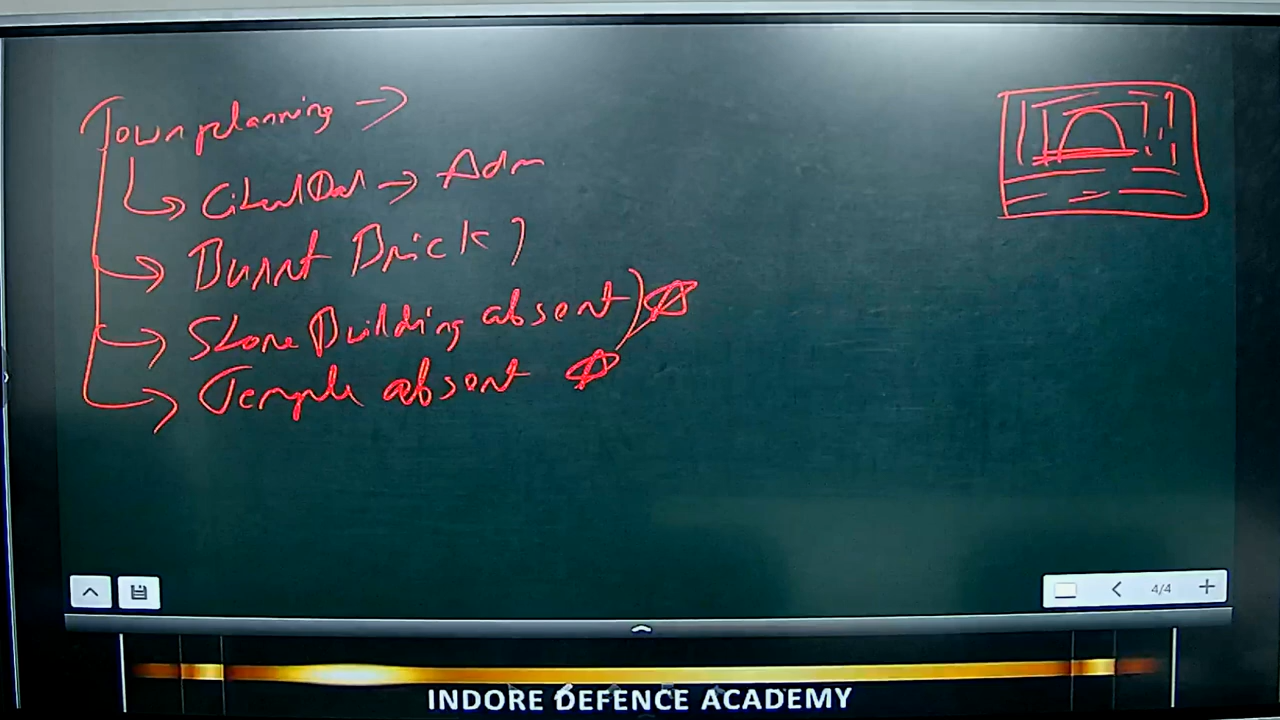 Town planning →
→ Citadel → Adm
→ Burnt Brick
→ Stone Building absent
→ Temple absent
4/4
INDORE DEFENCE ACADEMY